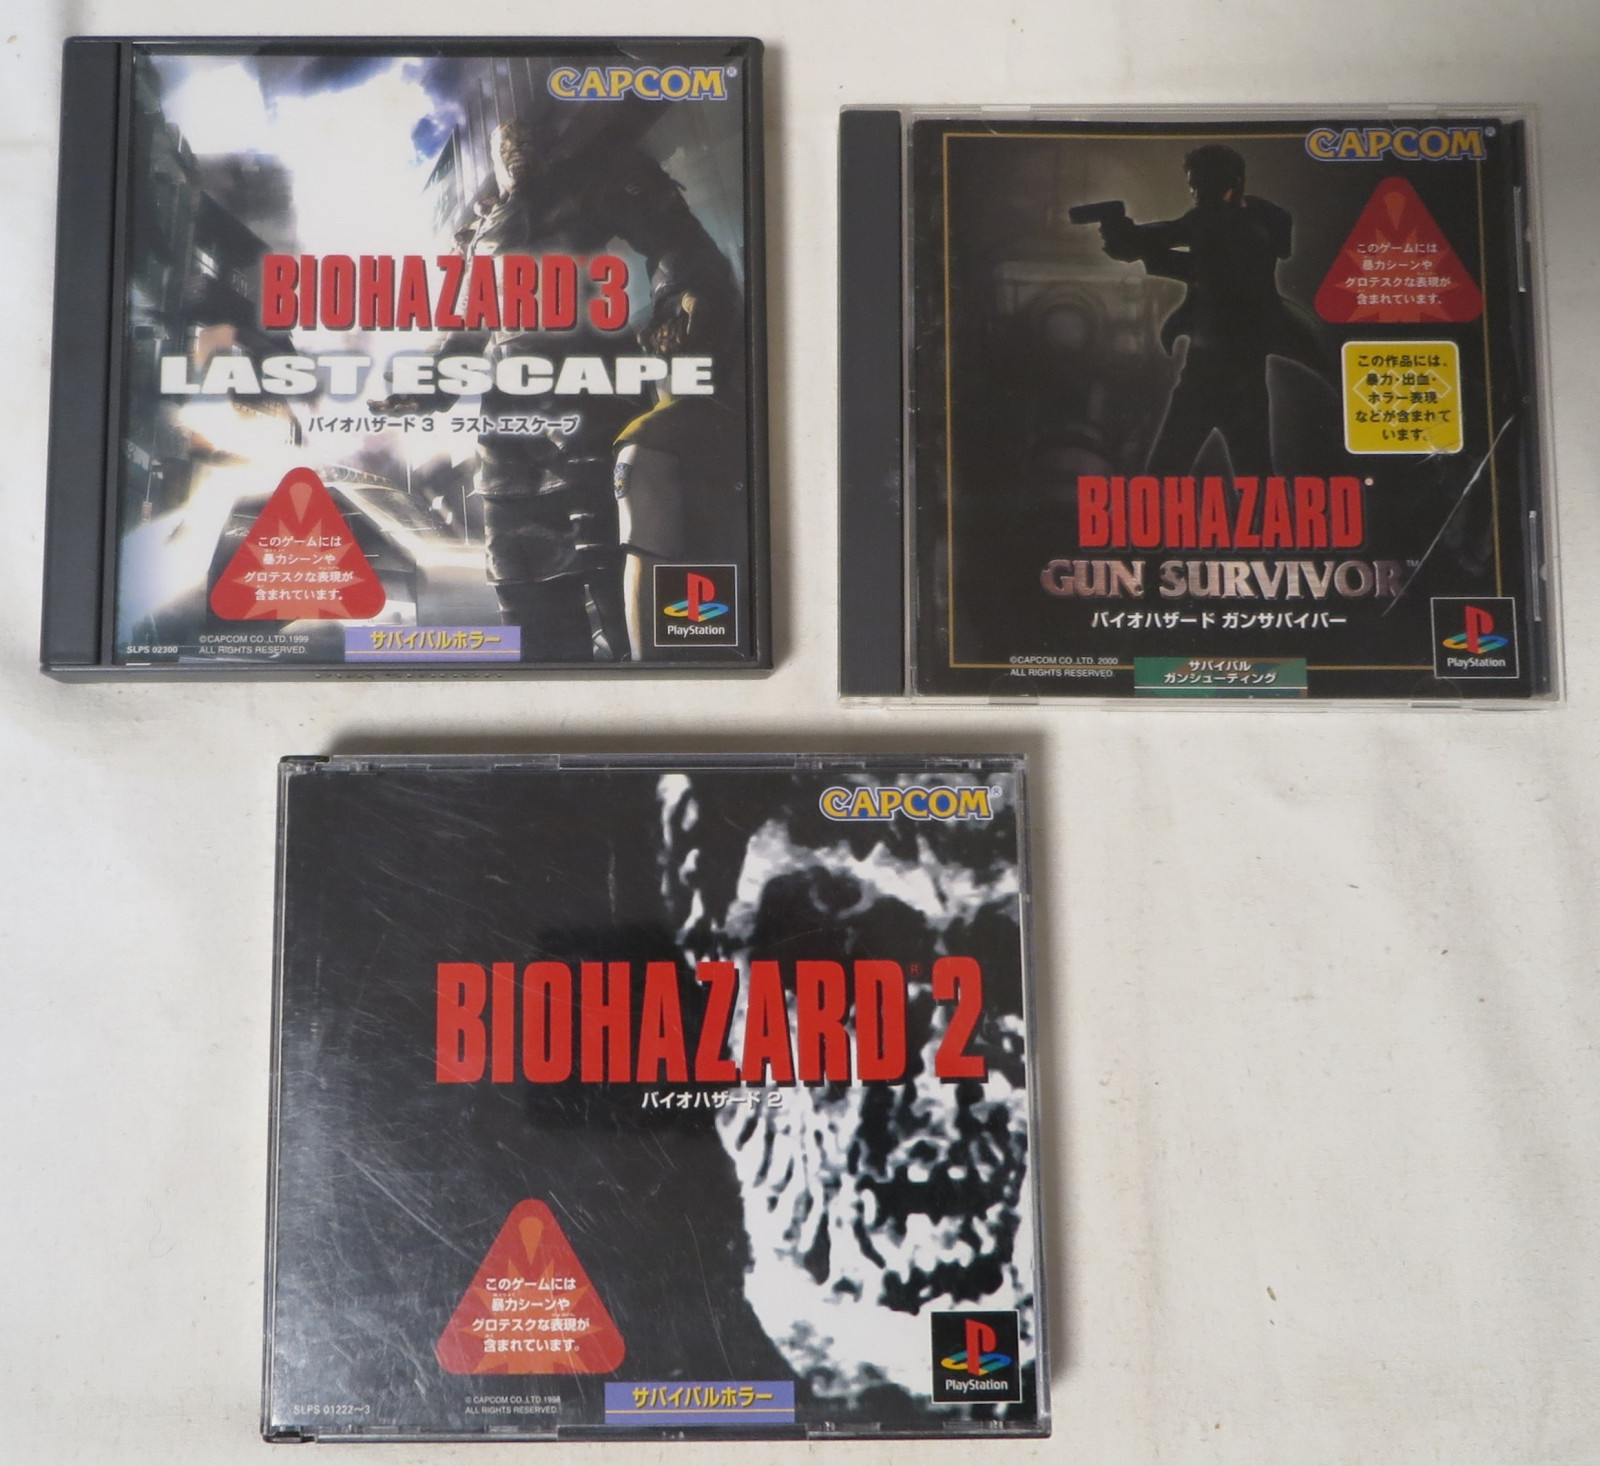 CAPCOM®
BIOHAZARD®3
LAST ESCAPE
バイオハザード3 ラスト エスケープ
このゲームには
暴力シーンや
グロテスクな表現が
含まれています。
©CAPCOM CO.,LTD.1999
ALL RIGHTS RESERVED.
SLPS 02300
サバイバルホラー
PlayStation
CAPCOM®
このゲームには
暴力シーンや
グロテスクな表現が
含まれています。
この作品には、
暴力・出血・
ホラー表現
などが含まれて
います。
BIOHAZARD
GUN SURVIVOR™
バイオハザード ガンサバイバー
©CAPCOM CO.,LTD. 2000
ALL RIGHTS RESERVED.
サバイバル
ガンシューティング
PlayStation
CAPCOM®
BIOHAZARD®2
バイオハザード 2
このゲームには
暴力シーンや
グロテスクな表現が
含まれています。
SLPS 01222~3
© CAPCOM CO.,LTD.1998
ALL RIGHTS RESERVED.
サバイバルホラー
PlayStation